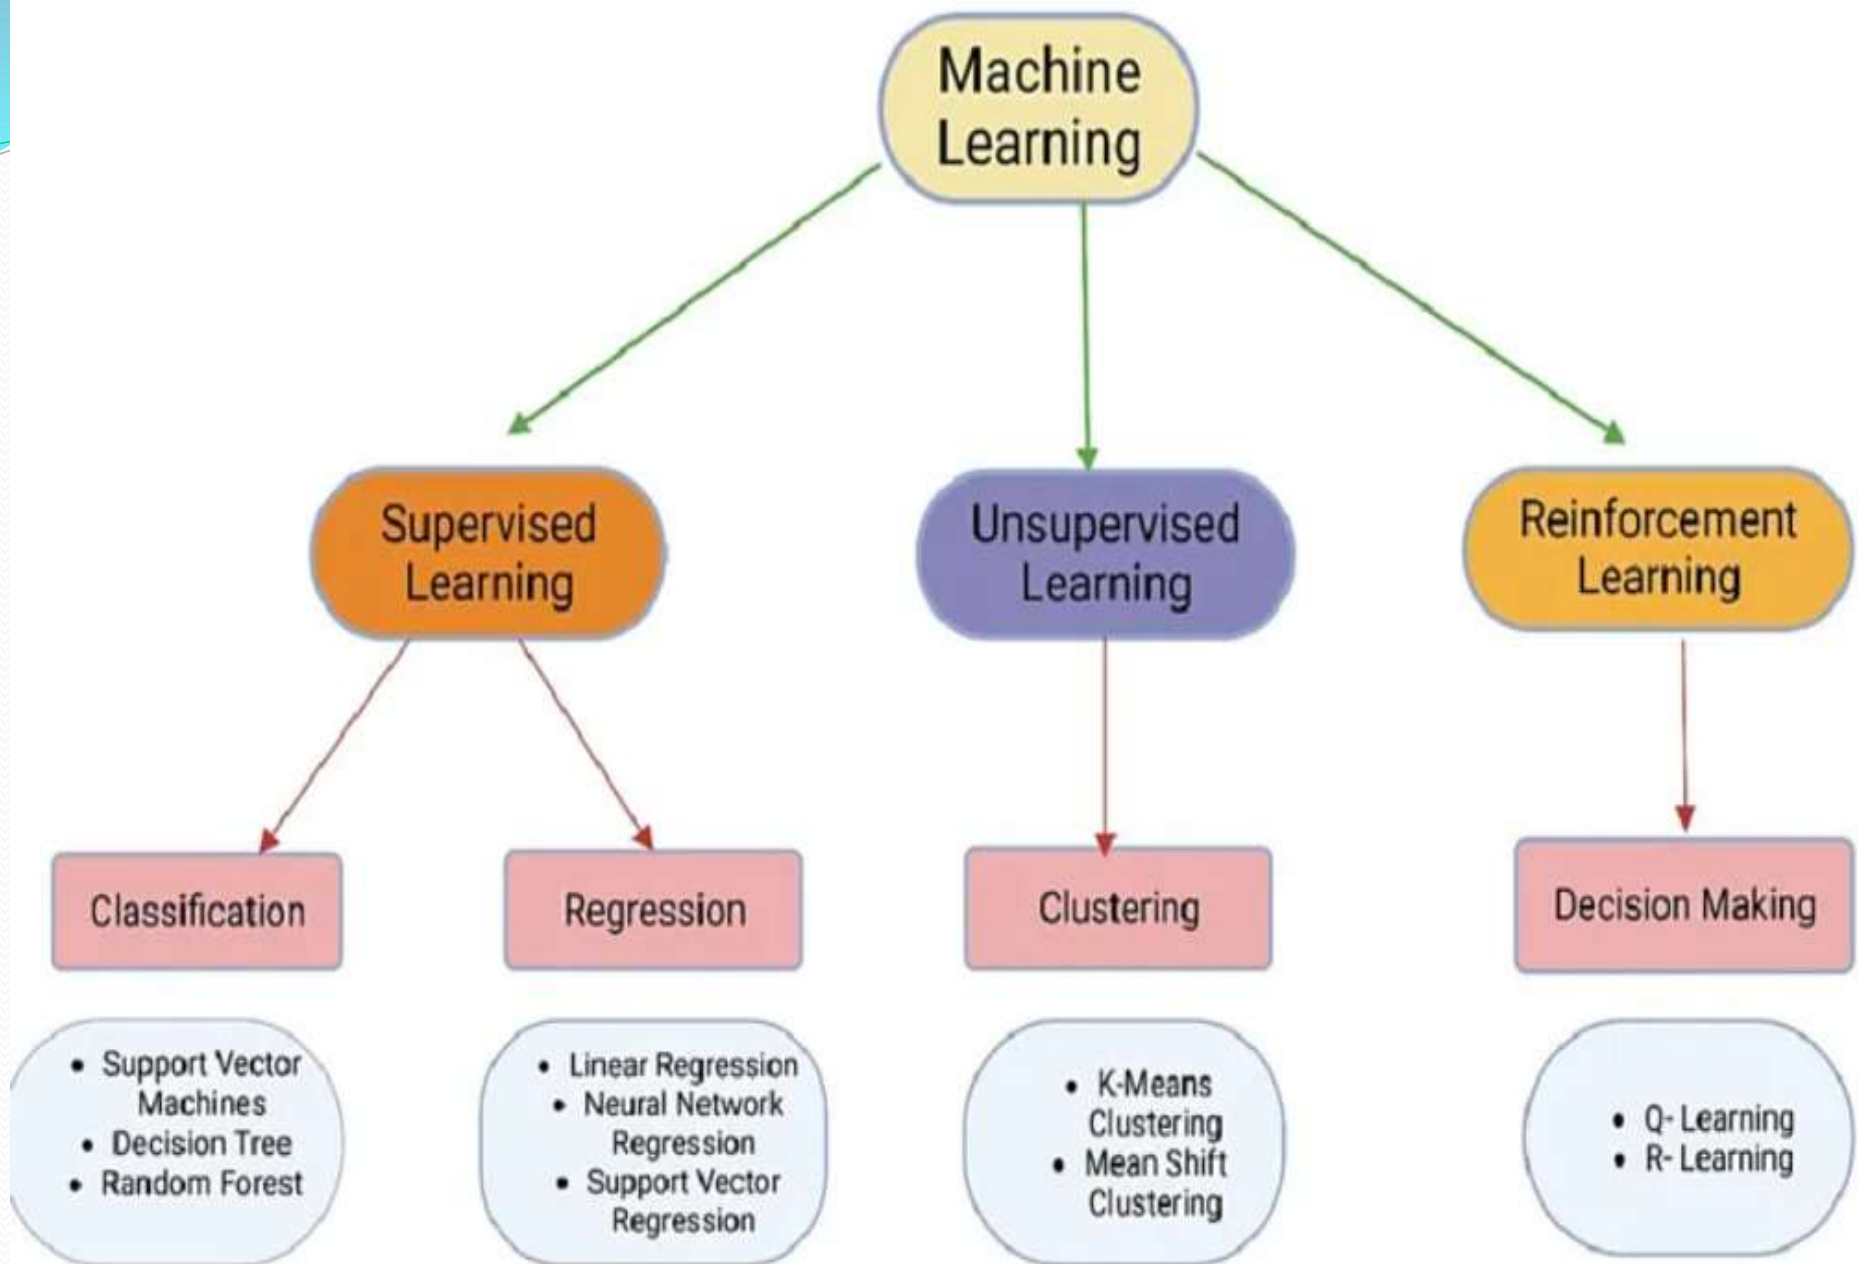 Machine
Learning
Supervised
Learning
Unsupervised
Learning
Reinforcement
Learning
Classification
Regression
Clustering
Decision Making
• Support Vector
Machines
• Decision Tree
• Random Forest
• Linear Regression
• Neural Network
Regression
• Support Vector
Regression
• K-Means
Clustering
• Mean Shift
Clustering
• Q- Learning
• R- Learning